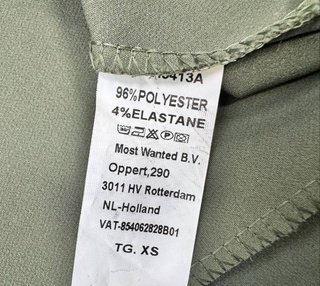 96%POLYESTER
4%ELASTANE
Most Wanted B.V.
Oppert,290
3011 HV Rotterdam
NL-Holland
VAT-854062828B01
TG. XS